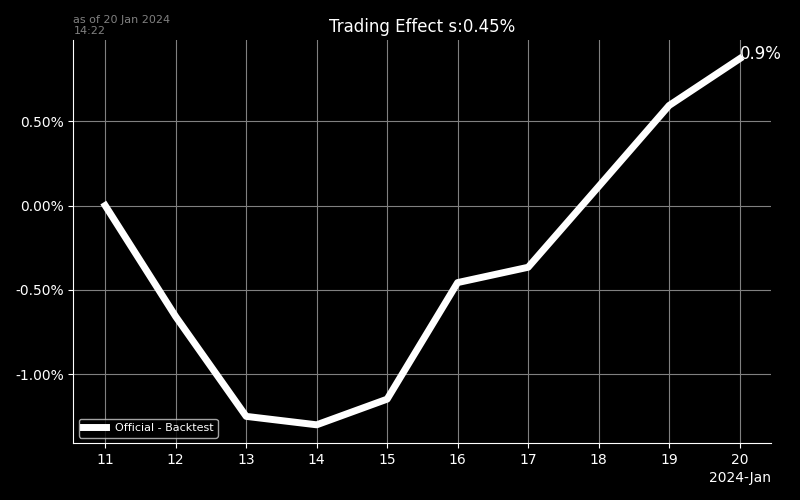 as of 20 Jan 2024
14:22
Trading Effect s:0.45%
0.9%
0.50%
0.00%
-0.50%
-1.00%
Official - Backtest
11 12 13 14 15 16 17 18 19 20
2024-Jan